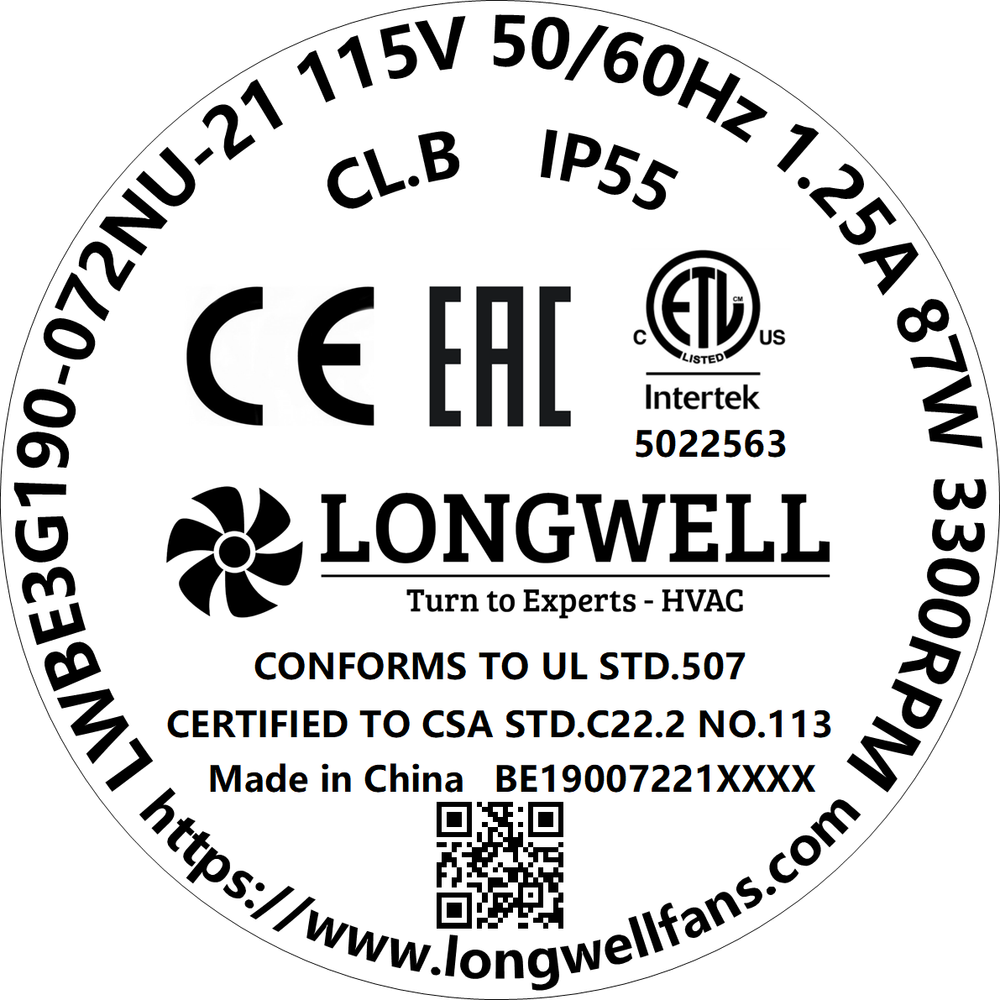 LWBE3G190-072NU-21 115V 50/60Hz 1.25A 87W 3300RPM
CL.B IP55
CE EAC
ETL CM
C US
LISTED
Intertek
5022563
LONGWELL
Turn to Experts - HVAC
CONFORMS TO UL STD.507
CERTIFIED TO CSA STD.C22.2 NO.113
Made in China BE19007221XXXX
https://www.longwellfans.com